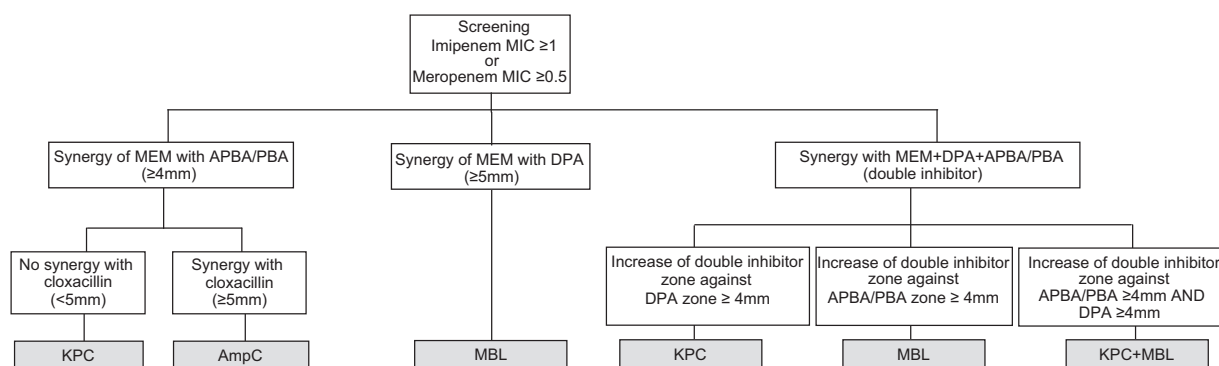 Screening
Imipenem MIC ≥1
or
Meropenem MIC ≥0.5
Synergy of MEM with APBA/PBA
(≥4mm)
Synergy of MEM with DPA
(≥5mm)
Synergy with MEM+DPA+APBA/PBA
(double inhibitor)
No synergy with
cloxacillin
(<5mm)
Synergy with
cloxacillin
(≥5mm)
Increase of double inhibitor
zone against
DPA zone ≥ 4mm
Increase of double inhibitor
zone against
APBA/PBA zone ≥ 4mm
Increase of double inhibitor
zone against
APBA/PBA ≥4mm AND
DPA ≥4mm
KPC
AmpC
MBL
KPC
MBL
KPC+MBL